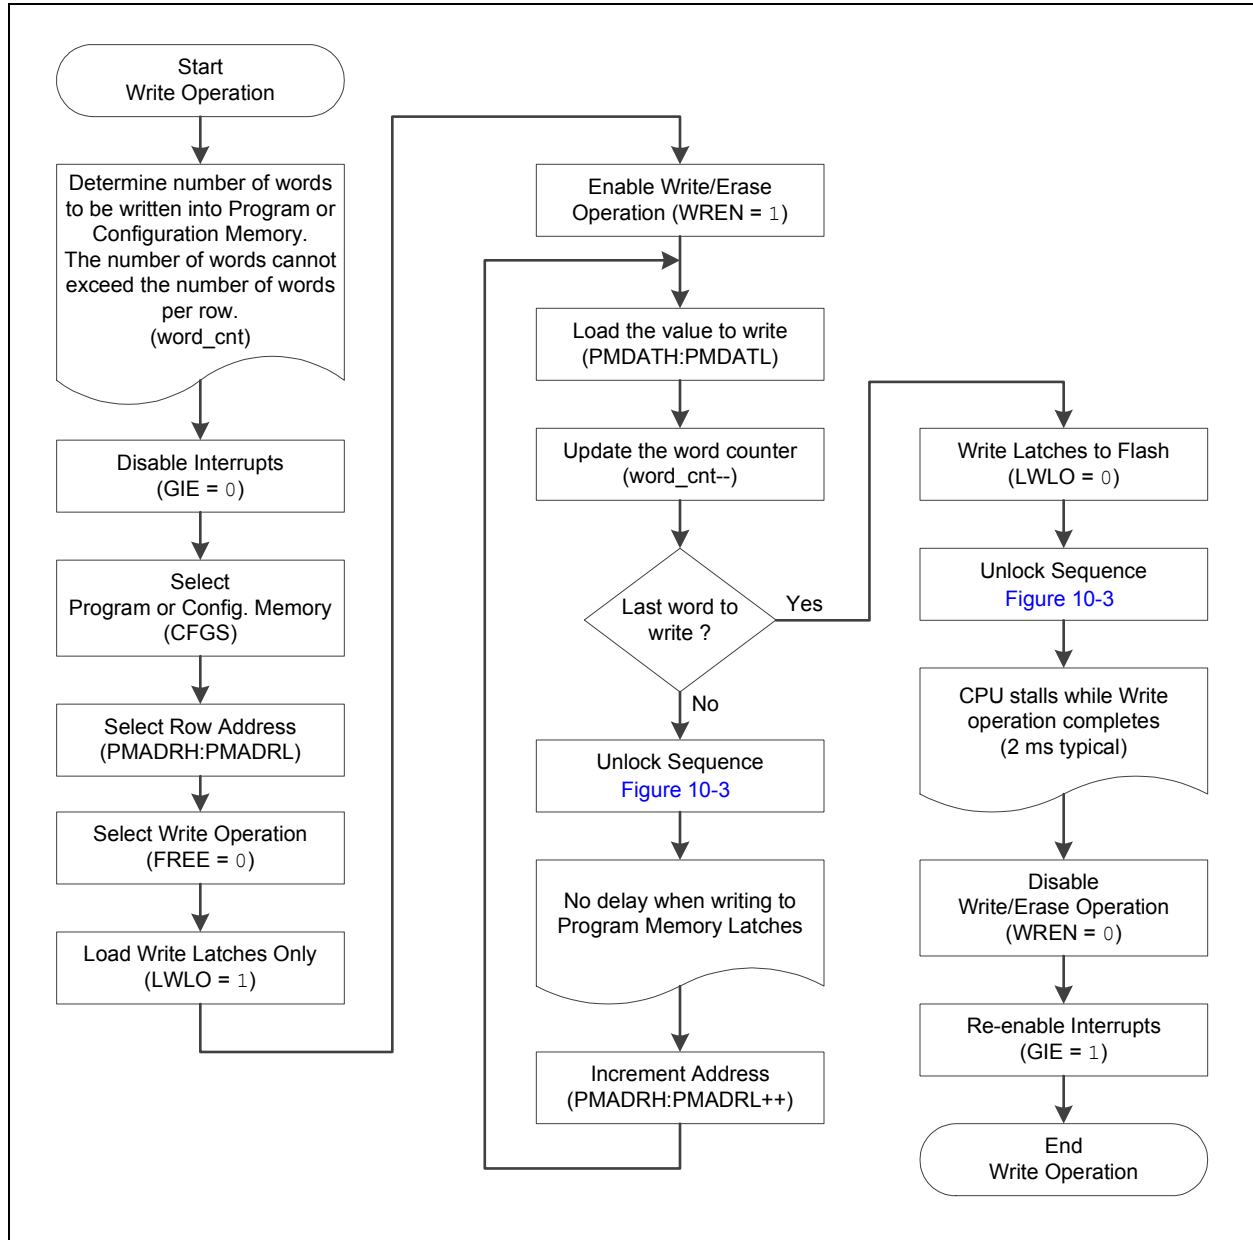 Start
Write Operation
Determine number of words
to be written into Program or
Configuration Memory.
The number of words cannot
exceed the number of words
per row.
(word_cnt)
Disable Interrupts
(GIE = 0)
Select
Program or Config. Memory
(CFGS)
Select Row Address
(PMADRH:PMADRL)
Select Write Operation
(FREE = 0)
Load Write Latches Only
(LWLO = 1)
Enable Write/Erase
Operation (WREN = 1)
Load the value to write
(PMDATH:PMDATL)
Update the word counter
(word_cnt--)
Last word to
write ?
Yes
No
Unlock Sequence
Figure 10-3
No delay when writing to
Program Memory Latches
Increment Address
(PMADRH:PMADRL++)
Write Latches to Flash
(LWLO = 0)
Unlock Sequence
Figure 10-3
CPU stalls while Write
operation completes
(2 ms typical)
Disable
Write/Erase Operation
(WREN = 0)
Re-enable Interrupts
(GIE = 1)
End
Write Operation